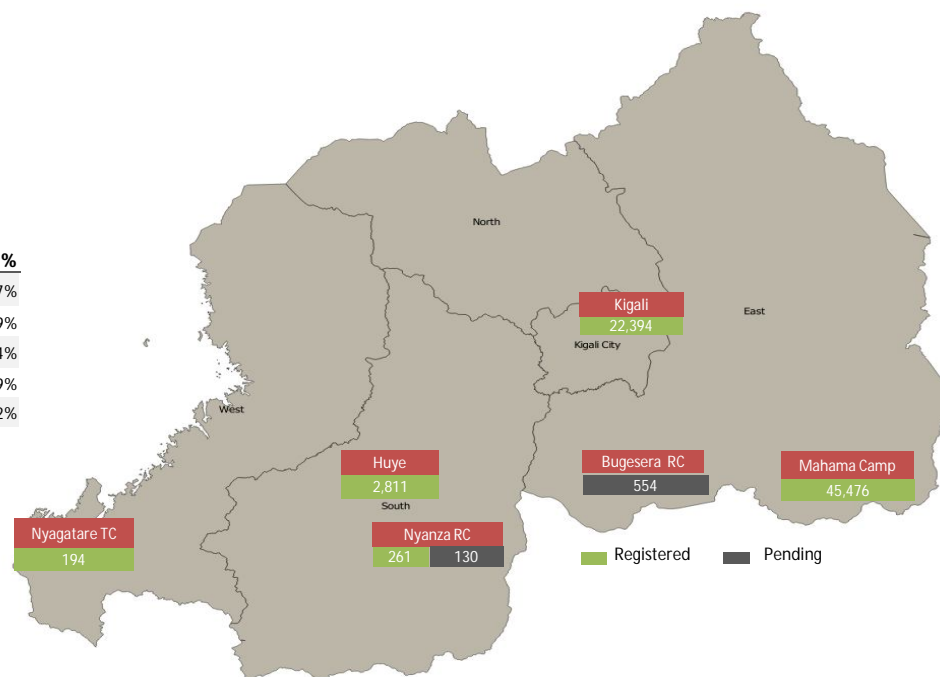 North
%
7%
9%
4%
9%
2%
Kigali
22,394
Kigali City
East
West
Huye
2,811
South
Bugesera RC
554
Mahama Camp
45,476
Nyagatare TC
194
Nyanza RC
261 130
Registered Pending